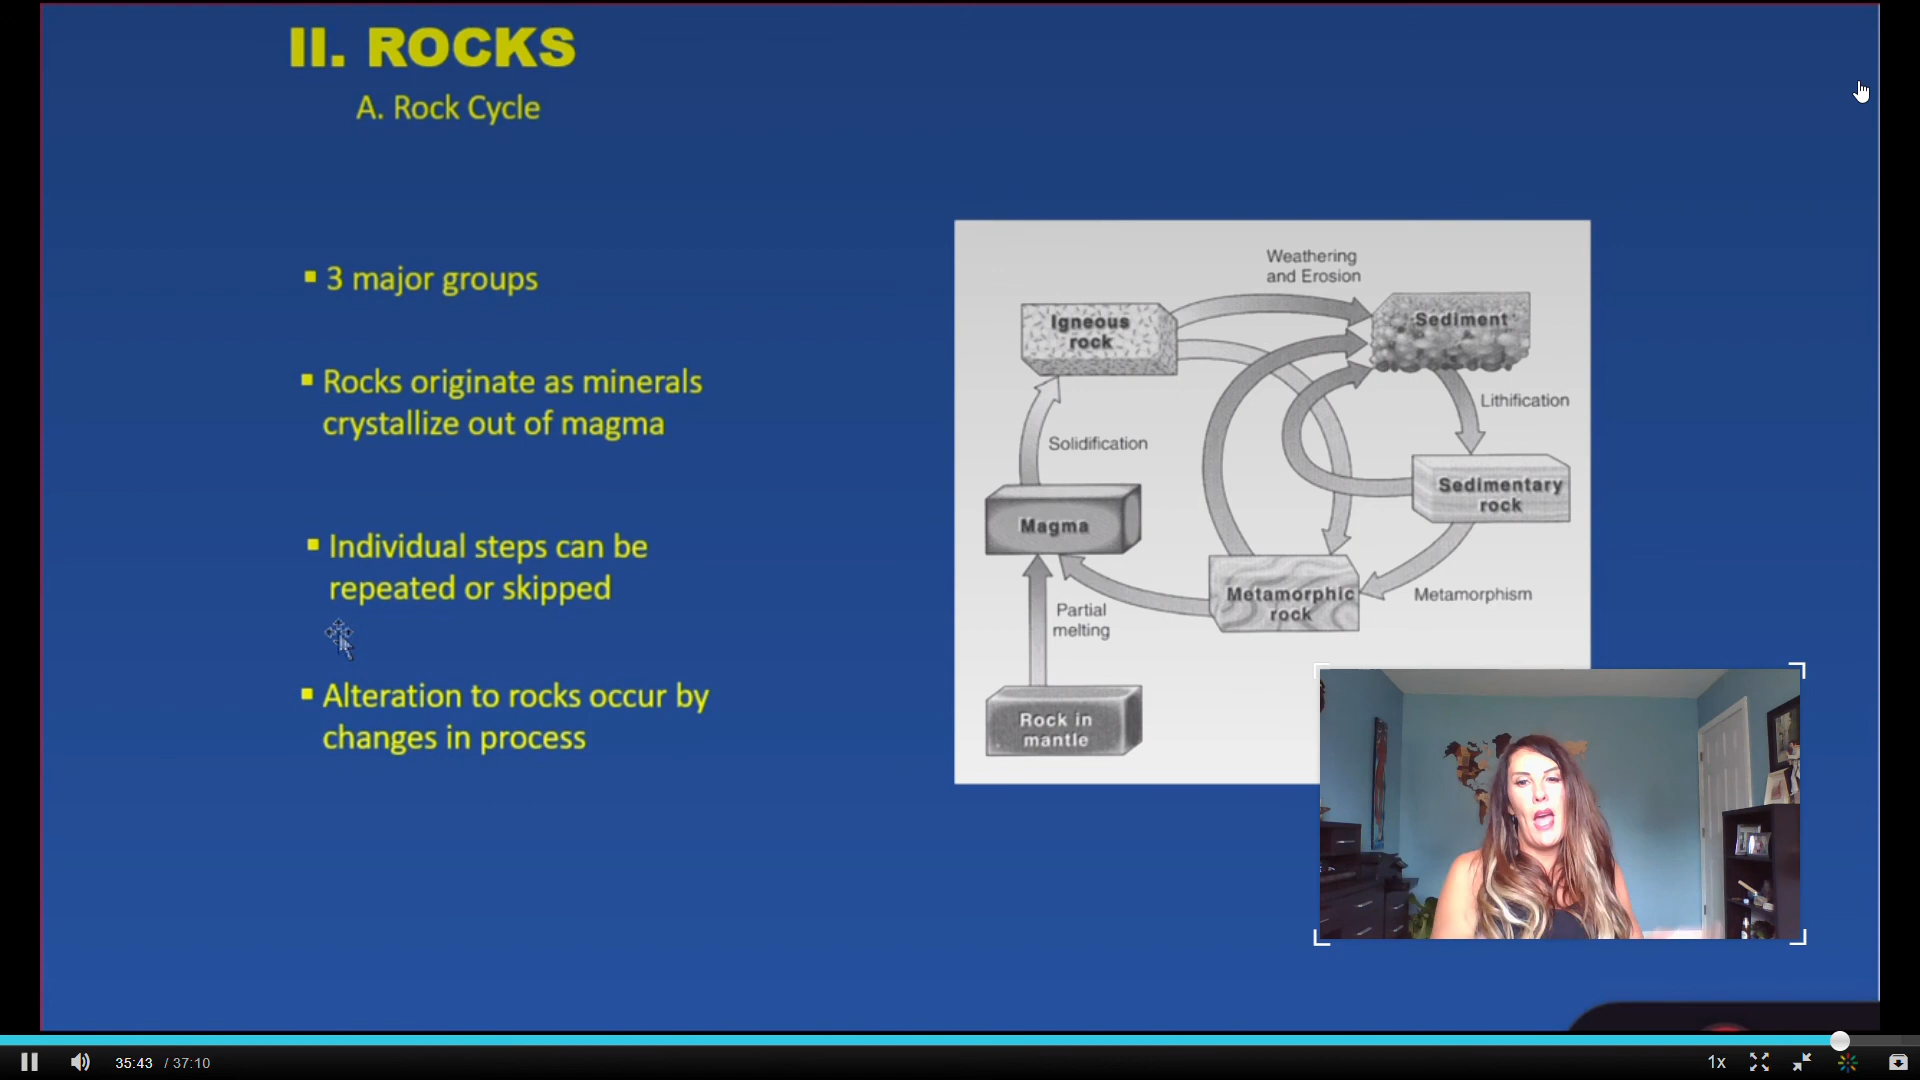 II. ROCKS
A. Rock Cycle
▪ 3 major groups
▪ Rocks originate as minerals
crystallize out of magma
▪ Individual steps can be
repeated or skipped
▪ Alteration to rocks occur by
changes in process
Weathering
and Erosion
Igneous
rock
Sediment
Lithification
Solidification
Sedimentary
rock
Magma
Metamorphic
rock
Metamorphism
Partial
melting
Rock in
mantle
35:43 / 37:10
1x